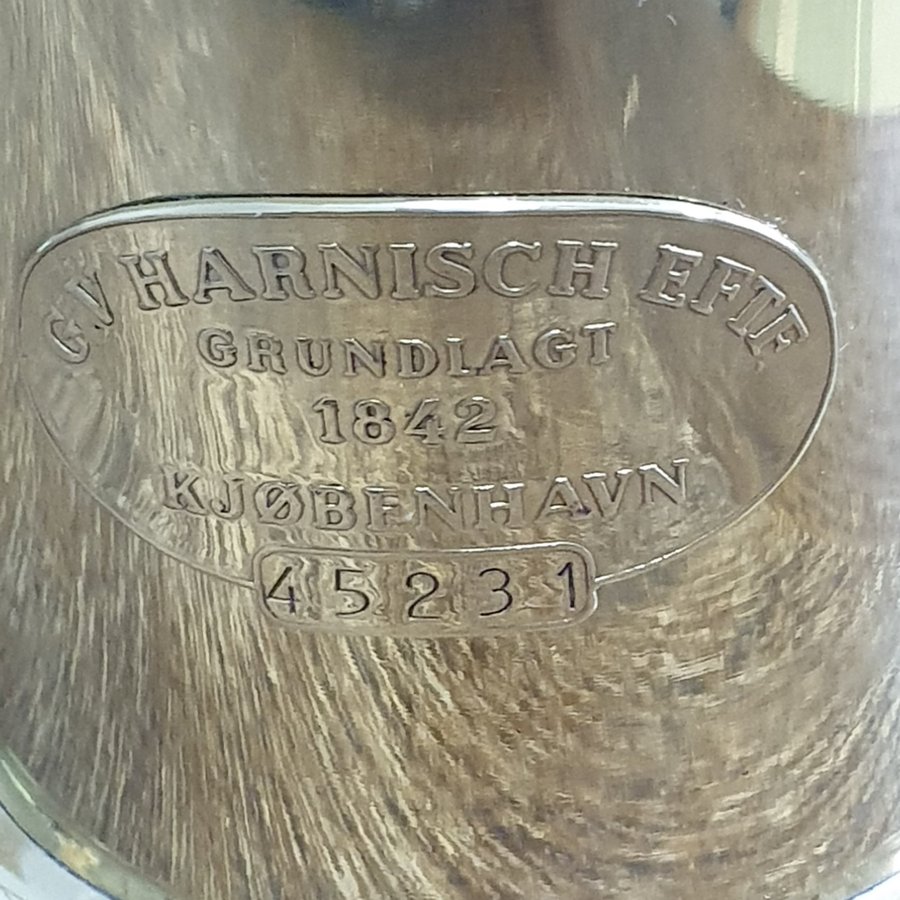 G V HARNISCH EFTF
GRUNDLAGT
1842
KJØBENHAVN
45231